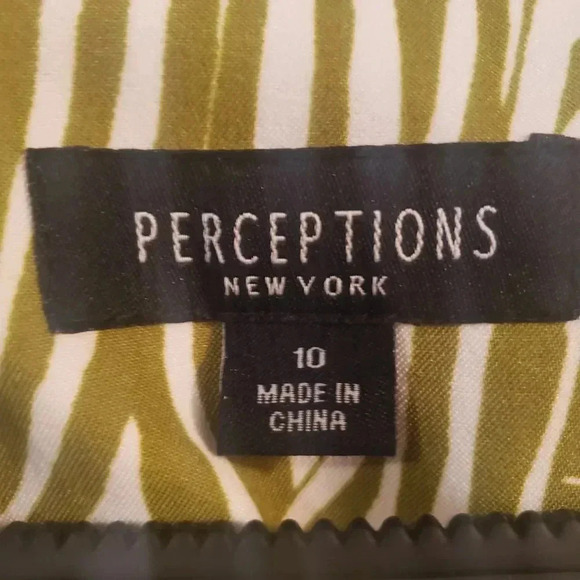 PERCEPTIONS
NEW YORK
10
MADE IN
CHINA